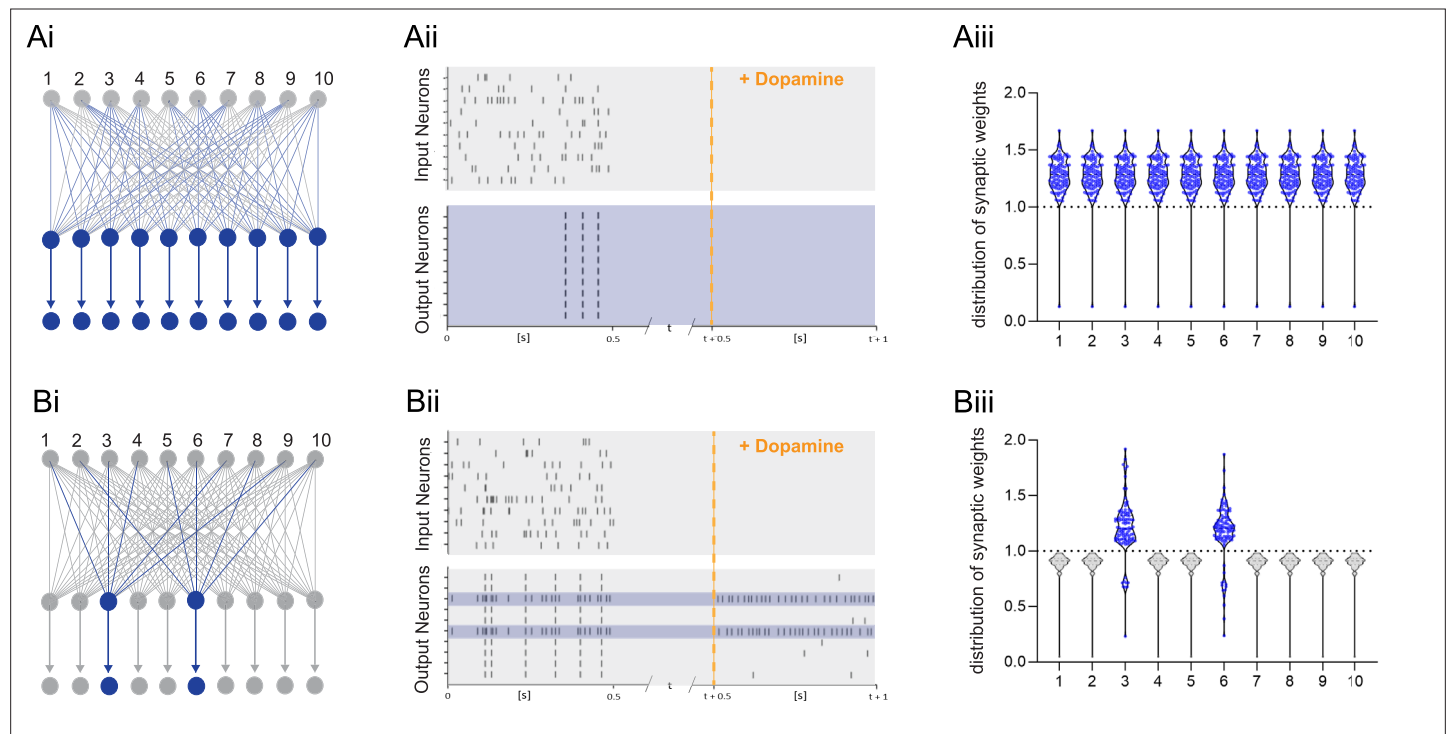 Ai
1 2 3 4 5 6 7 8 9 10
Aii
Input Neurons
+ Dopamine
Output Neurons
0 [s] 0.5 t t + 0.5 [s] t + 1
Aiii
distribution of synaptic weights
2.0
1.5
1.0
0.5
0.0
1 2 3 4 5 6 7 8 9 10
Bi
1 2 3 4 5 6 7 8 9 10
Bii
Input Neurons
+ Dopamine
Output Neurons
0 [s] 0.5 t t + 0.5 [s] t + 1
Biii
distribution of synaptic weights
2.0
1.5
1.0
0.5
0.0
1 2 3 4 5 6 7 8 9 10